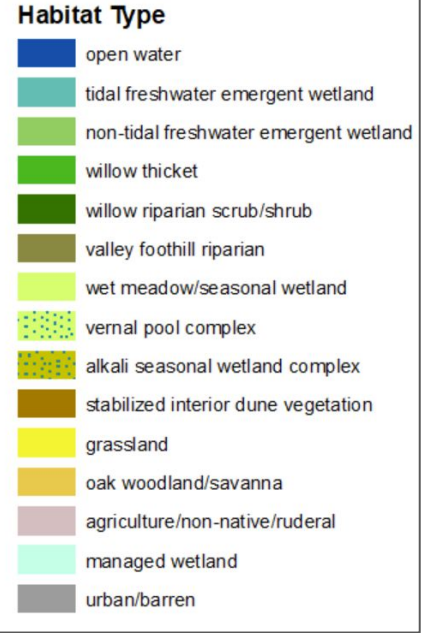 Habitat Type
open water
tidal freshwater emergent wetland
non-tidal freshwater emergent wetland
willow thicket
willow riparian scrub/shrub
valley foothill riparian
wet meadow/seasonal wetland
vernal pool complex
alkali seasonal wetland complex
stabilized interior dune vegetation
grassland
oak woodland/savanna
agriculture/non-native/ruderal
managed wetland
urban/barren